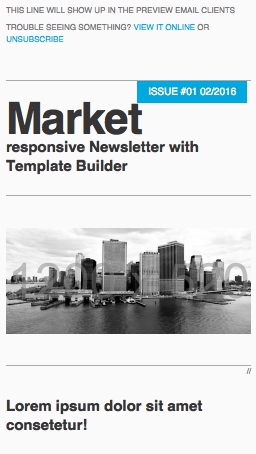 THIS LINE WILL SHOW UP IN THE PREVIEW EMAIL CLIENTS
TROUBLE SEEING SOMETHING? VIEW IT ONLINE OR
UNSUBSCRIBE
ISSUE #01 02/2016
Market
responsive Newsletter with
Template Builder
//
Lorem ipsum dolor sit amet
consetetur!